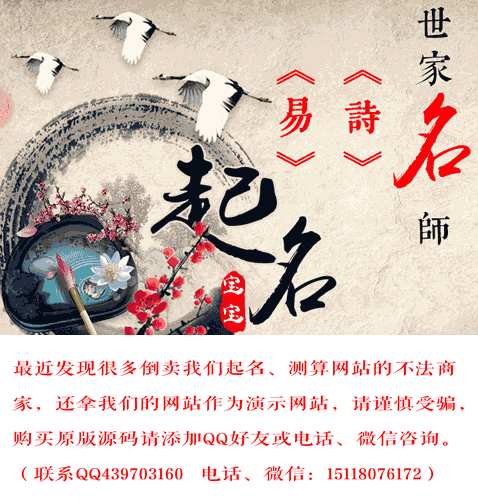 世家名師
《詩》
《易》
起名
宝宝
最近发现很多倒卖我们起名、测算网站的不法商
家，还拿我们的网站作为演示网站，请谨慎受骗，
购买原版源码请添加QQ好友或电话、微信咨询。
（联系QQ439703160 电话、微信：15118076172）